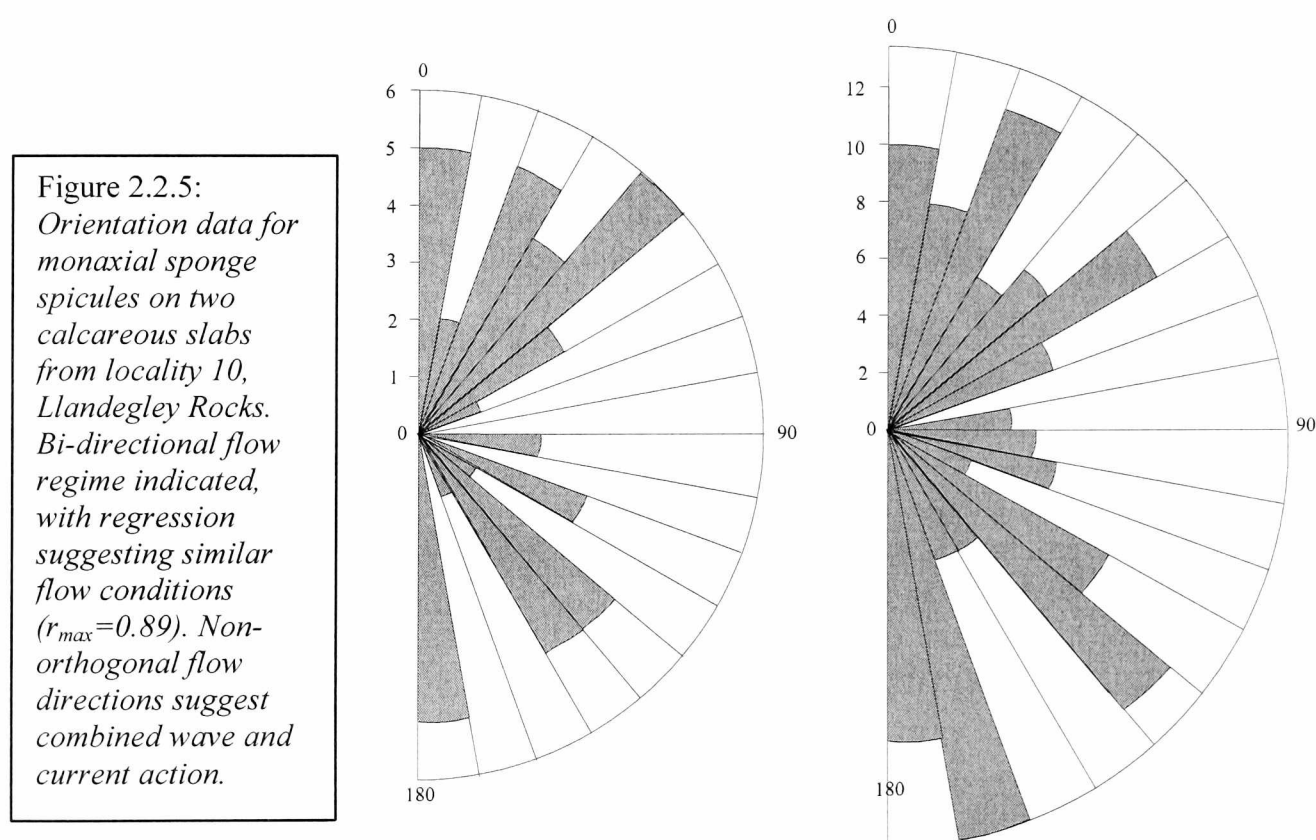 Figure 2.2.5:
Orientation data for
monaxial sponge
spicules on two
calcareous slabs
from locality 10,
Llandegley Rocks.
Bi-directional flow
regime indicated,
with regression
suggesting similar
flow conditions
(rmax=0.89). Non-
orthogonal flow
directions suggest
combined wave and
current action.
0
6
5
4
3
2
1
0
90
180
0
12
10
8
6
4
2
0
90
180